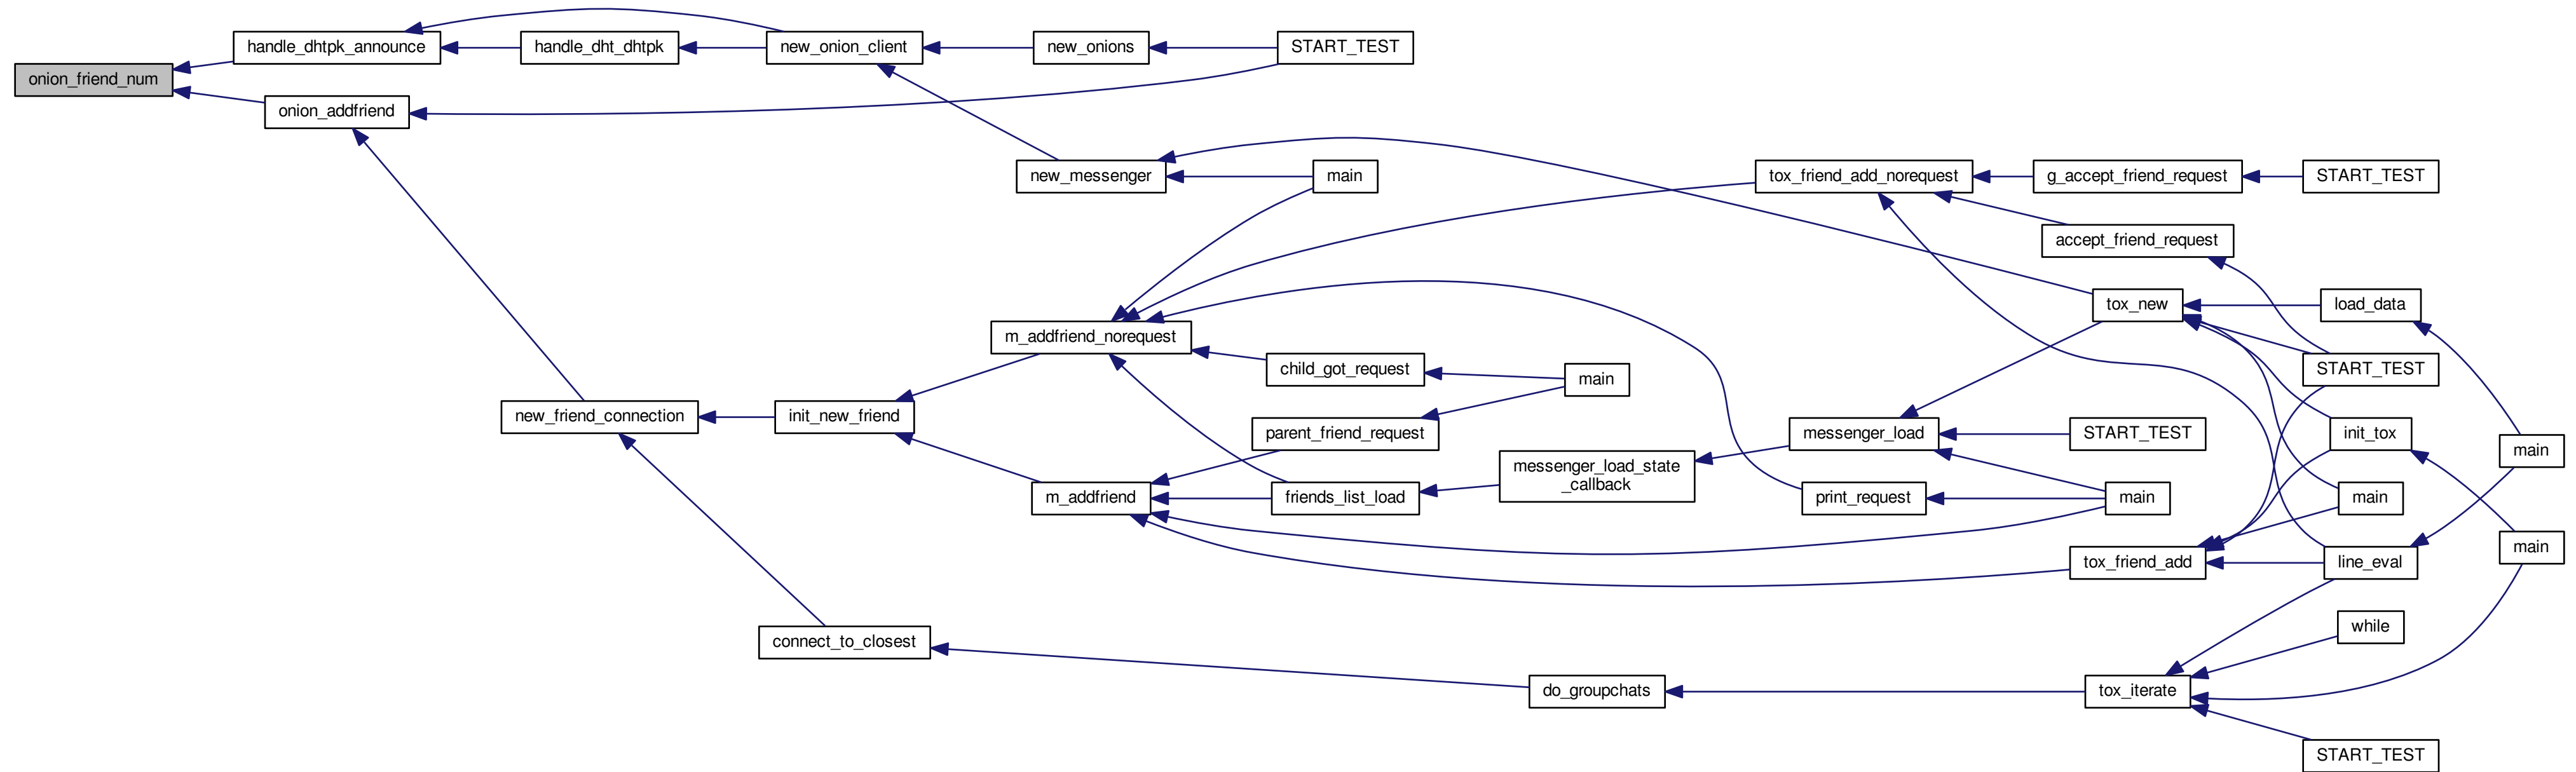 handle_dhtpk_announce
handle_dht_dhtpk
new_onion_client
new_onions
START_TEST
onion_friend_num
onion_addfriend
new_messenger
main
tox_friend_add_norequest
g_accept_friend_request
START_TEST
accept_friend_request
tox_new
load_data
m_addfriend_norequest
child_got_request
main
START_TEST
new_friend_connection
init_new_friend
parent_friend_request
messenger_load
START_TEST
init_tox
main
messenger_load_state
_callback
m_addfriend
friends_list_load
print_request
main
main
main
tox_friend_add
line_eval
connect_to_closest
while
do_groupchats
tox_iterate
START_TEST